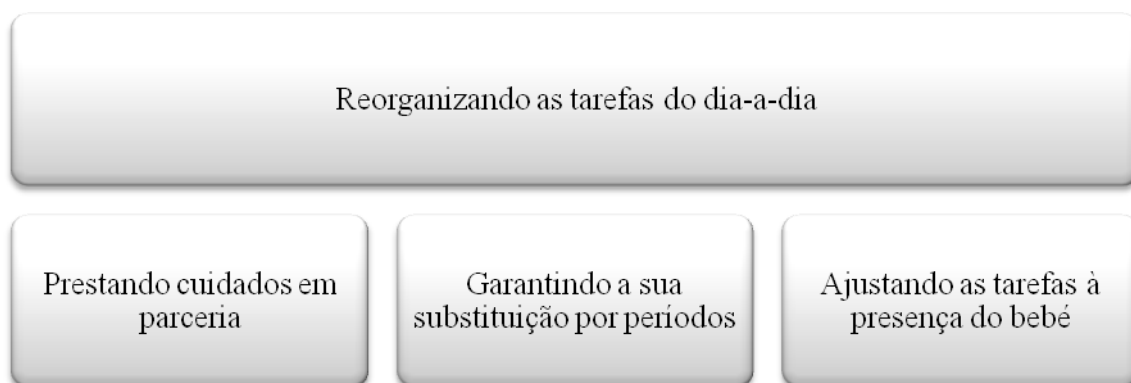 Reorganizando as tarefas do dia-a-dia
Prestando cuidados em
parceria
Garantindo a sua
substituição por períodos
Ajustando as tarefas à
presença do bebé